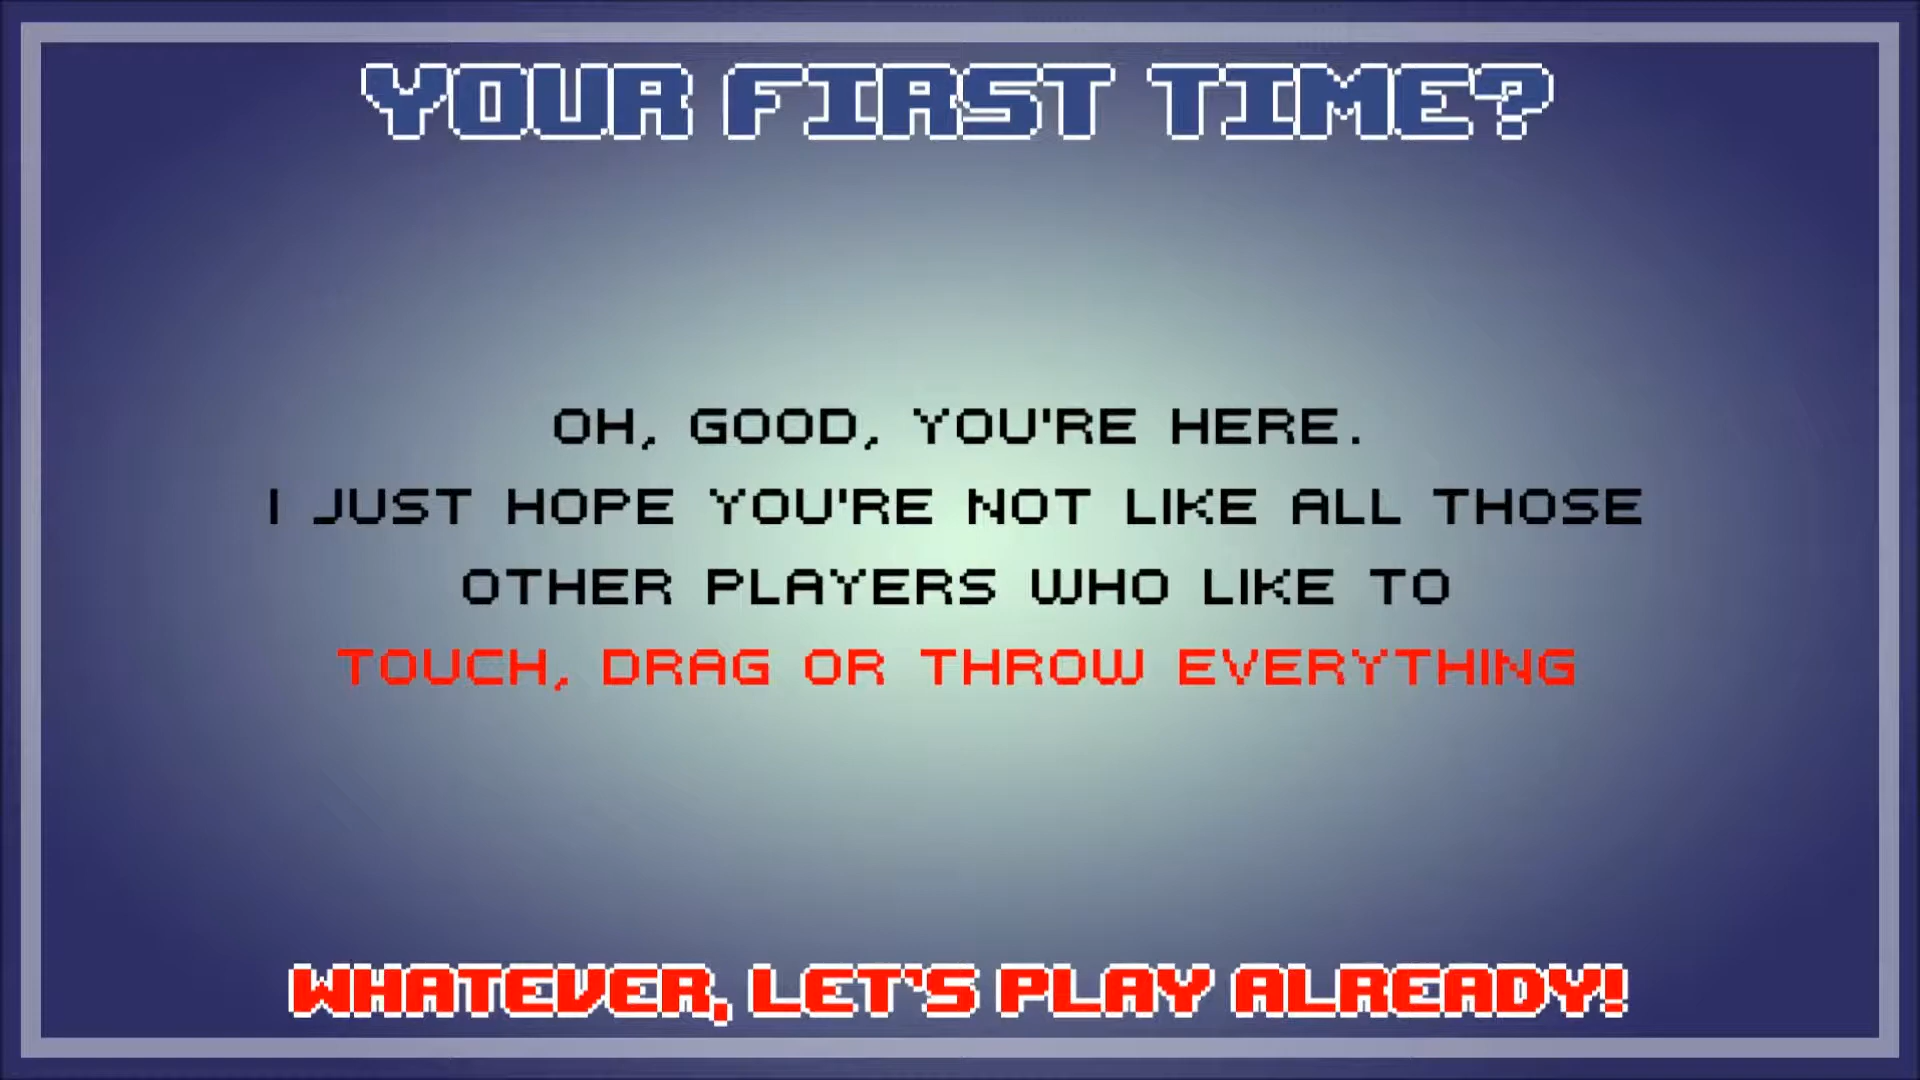 YOUR FIRST TIME?
OH, GOOD, YOU'RE HERE.
I JUST HOPE YOU'RE NOT LIKE ALL THOSE
OTHER PLAYERS WHO LIKE TO
TOUCH, DRAG OR THROW EVERYTHING
WHATEVER, LET'S PLAY ALREADY!